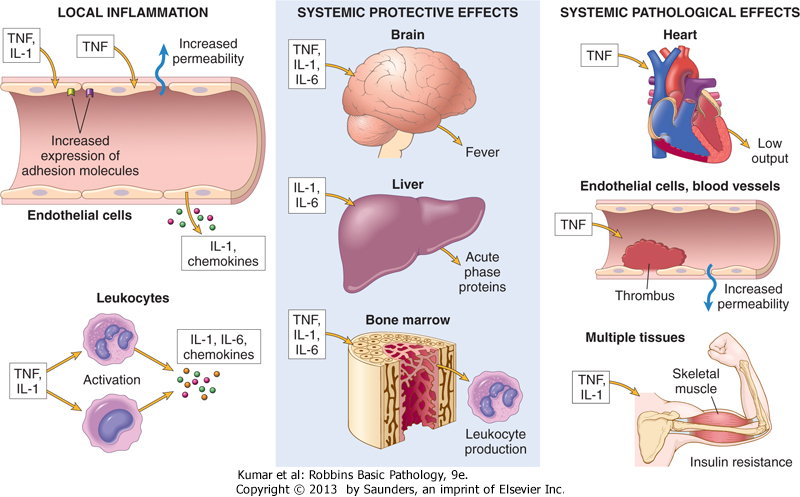 LOCAL INFLAMMATION
TNF,
IL-1
TNF
Increased
permeability
Increased
expression of
adhesion molecules
Endothelial cells
IL-1,
chemokines
Leukocytes
TNF,
IL-1
Activation
IL-1, IL-6,
chemokines
SYSTEMIC PROTECTIVE EFFECTS
Brain
TNF,
IL-1,
IL-6
Fever
Liver
IL-1,
IL-6
Acute
phase
proteins
Bone marrow
TNF,
IL-1,
IL-6
Leukocyte
production
SYSTEMIC PATHOLOGICAL EFFECTS
Heart
TNF
Low
output
Endothelial cells, blood vessels
TNF
Thrombus
Increased
permeability
Multiple tissues
TNF,
IL-1
Skeletal
muscle
Insulin resistance
Kumar et al: Robbins Basic Pathology, 9e.
Copyright © 2013 by Saunders, an imprint of Elsevier Inc.